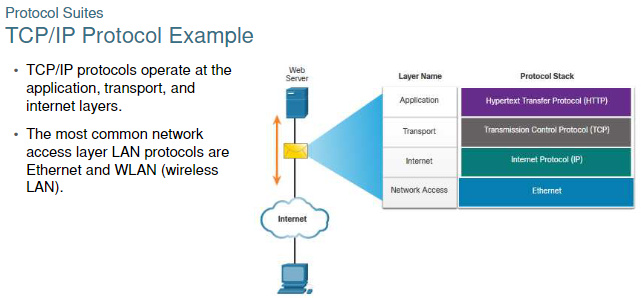 Protocol Suites
TCP/IP Protocol Example
• TCP/IP protocols operate at the
application, transport, and
internet layers.
• The most common network
access layer LAN protocols are
Ethernet and WLAN (wireless
LAN).
Web
Server
Internet
Layer Name
Protocol Stack
Application
Hypertext Transfer Protocol (HTTP)
Transport
Transmission Control Protocol (TCP)
Internet
Internet Protocol (IP)
Network Access
Ethernet